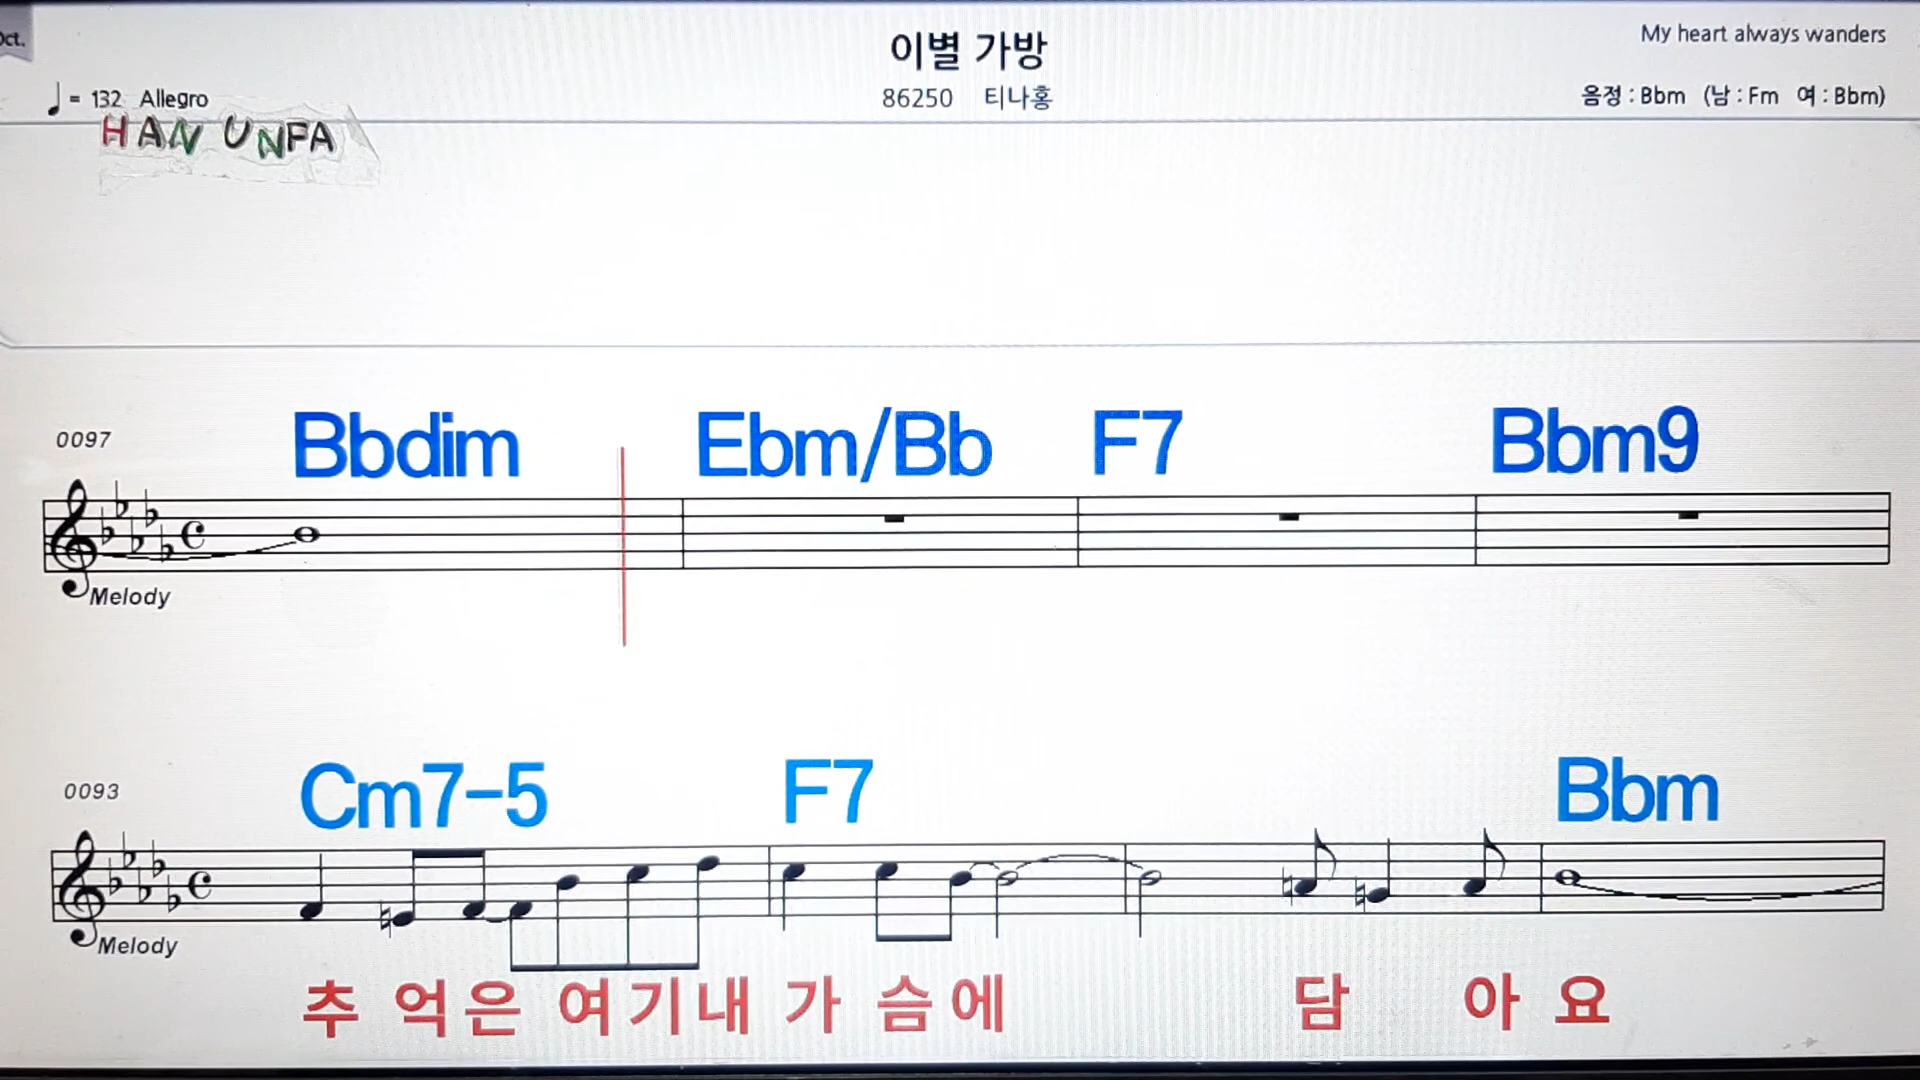 Oct.
이별 가방
My heart always wanders
♩ = 132 Allegro
86250 티나홍
음정 : Bbm (남 : Fm 여 : Bbm)
HAN UNFA
0097
Bbdim Ebm/Bb F7 Bbm9
Melody
0093
Cm7-5 F7 Bbm
Melody
추 억은 여기내 가 슴에 담 아 요